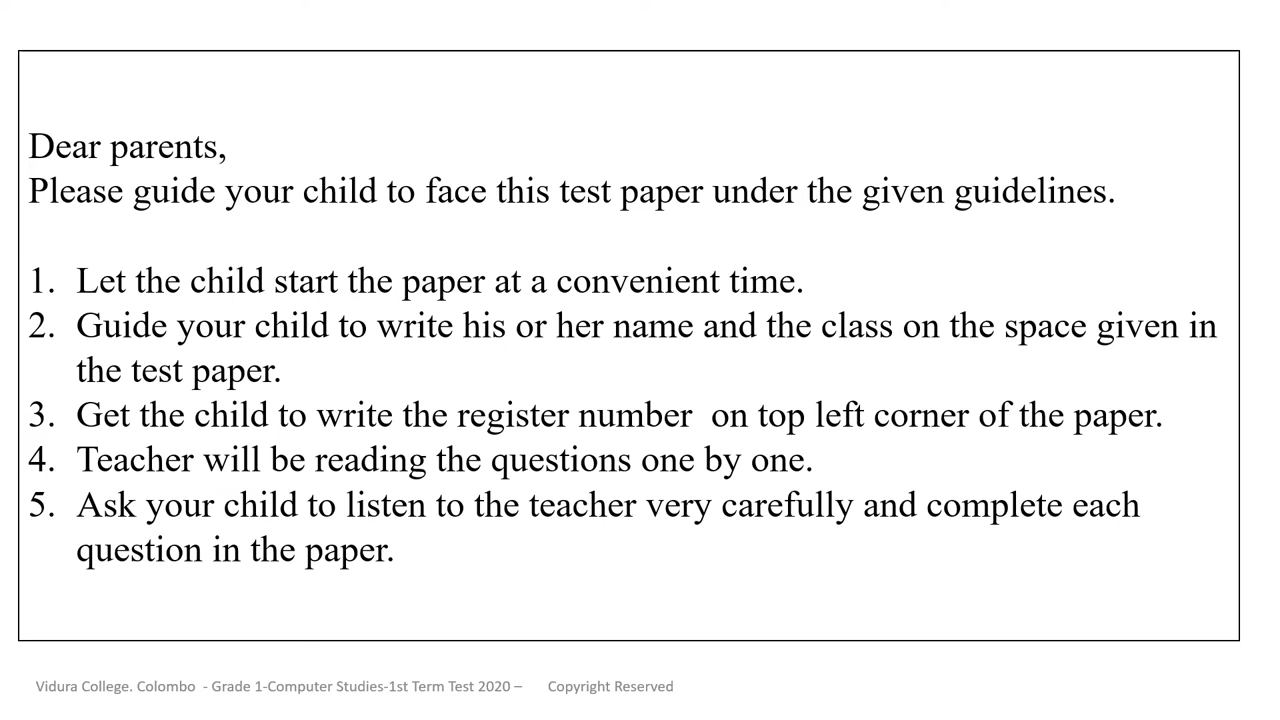 Dear parents,
Please guide your child to face this test paper under the given guidelines.
1. Let the child start the paper at a convenient time.
2. Guide your child to write his or her name and the class on the space given in
the test paper.
3. Get the child to write the register number  on top left corner of the paper.
4. Teacher will be reading the questions one by one.
5. Ask your child to listen to the teacher very carefully and complete each
question in the paper.
Vidura College. Colombo  - Grade 1-Computer Studies-1st Term Test 2020 –      Copyright Reserved